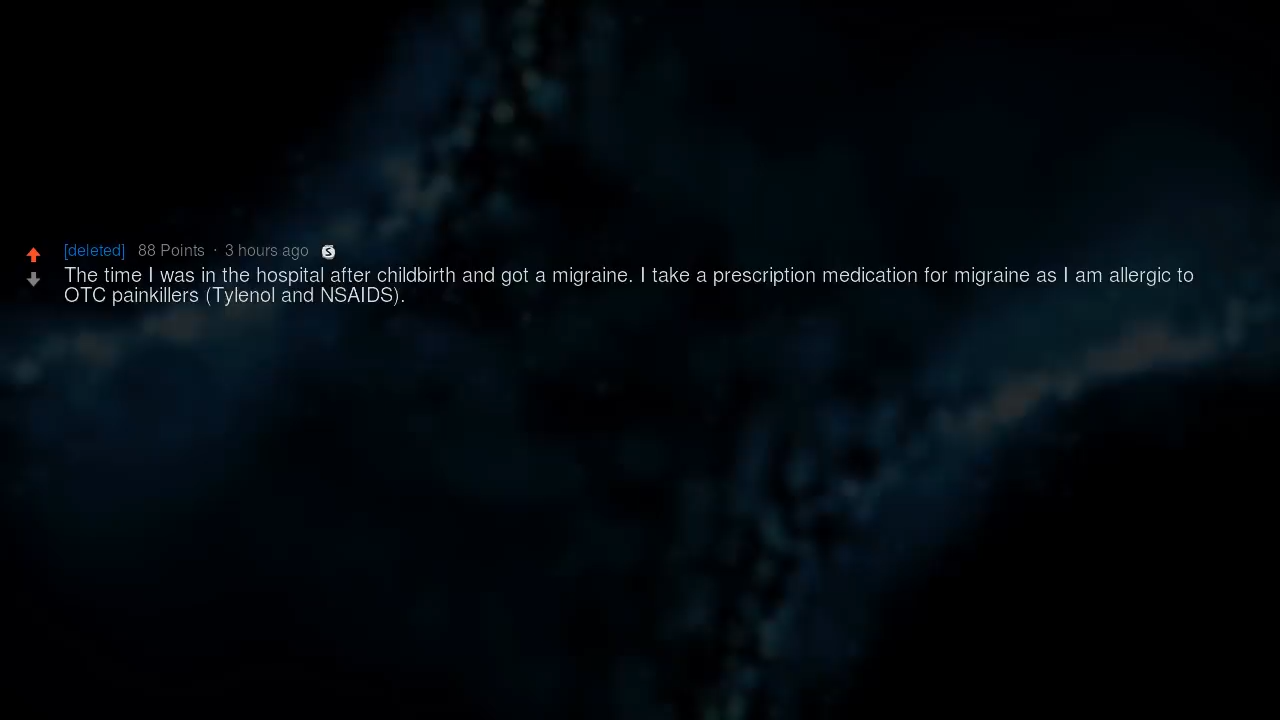 [deleted] 88 Points · 3 hours ago S
The time I was in the hospital after childbirth and got a migraine. I take a prescription medication for migraine as I am allergic to
OTC painkillers (Tylenol and NSAIDS).